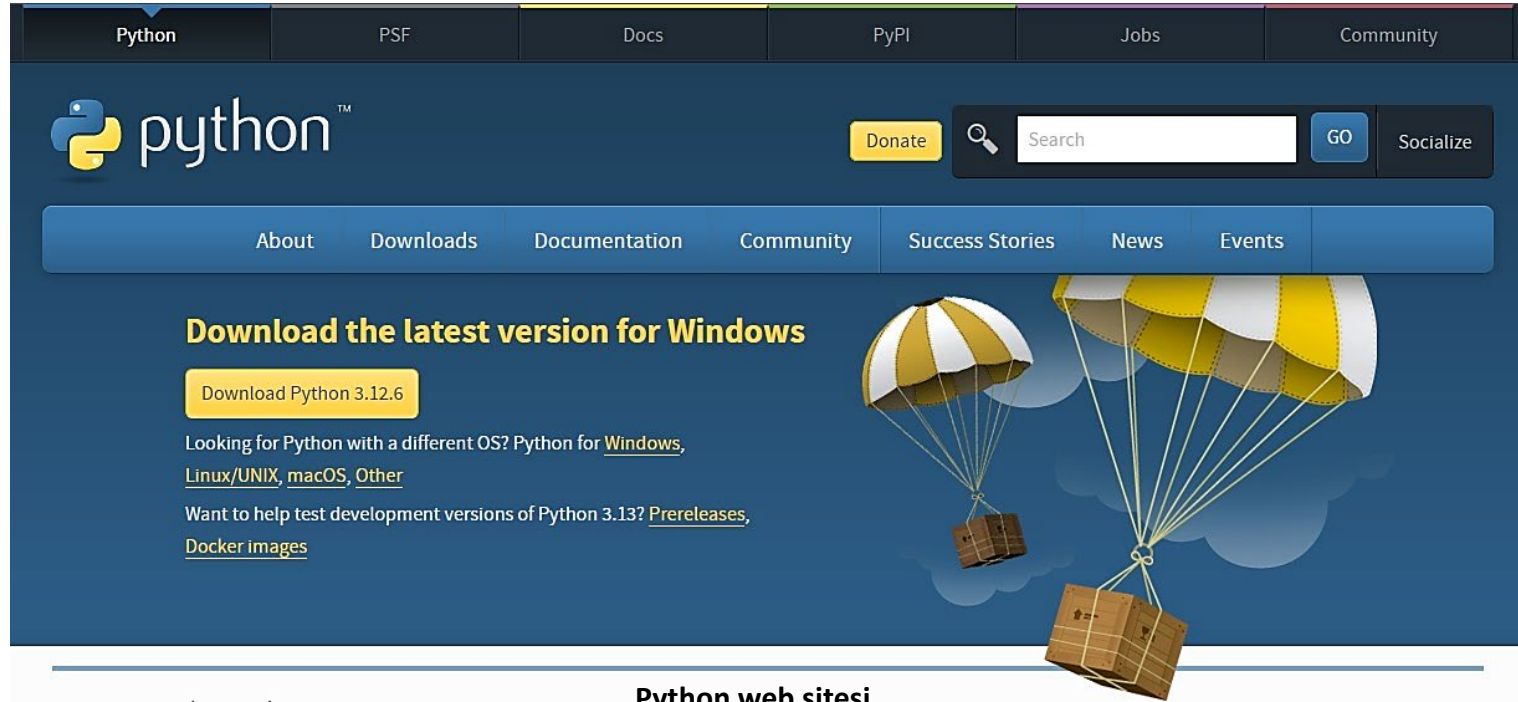 Python PSF Docs PyPI Jobs Community
python™
Donate Search GO Socialize
About Downloads Documentation Community Success Stories News Events
Download the latest version for Windows
Download Python 3.12.6
Looking for Python with a different OS? Python for Windows,
Linux/UNIX, macOS, Other
Want to help test development versions of Python 3.13? Prereleases,
Docker images
Python web sitesi